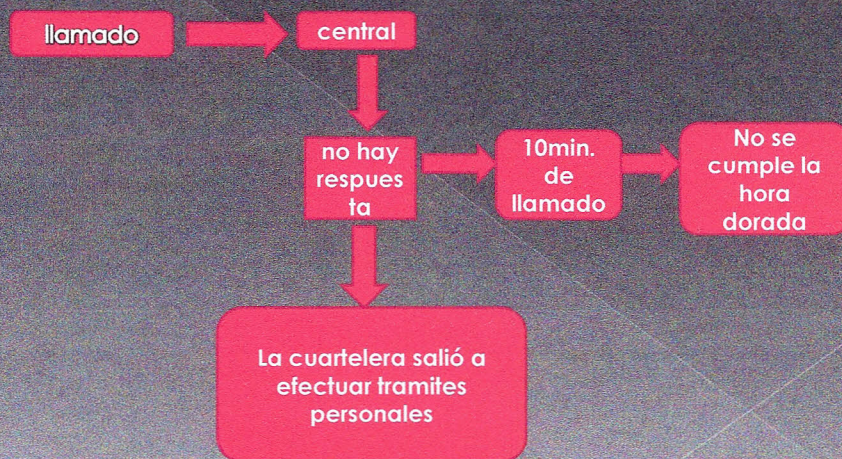 llamado
central
no hay
respues
ta
10min.
de
llamado
No se
cumple la
hora
dorada
La cuartelera salió a
efectuar tramites
personales